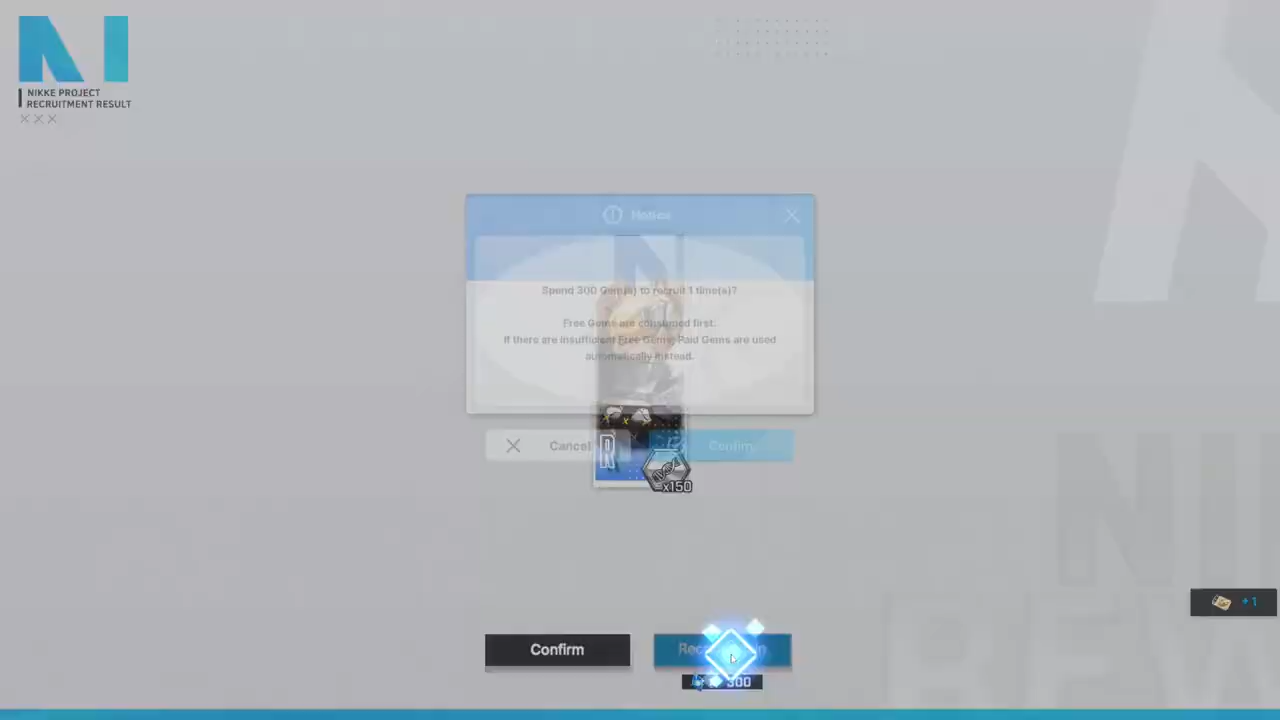 NIKKE PROJECT
RECRUITMENT RESULT
Notice
Spend 300 Gem(s) to recruit 1 time(s)?
Free Gems are consumed first.
If there are insufficient Free Gems, Paid Gems are used
automatically instead.
Cancel
Confirm
R
x150
+1
Confirm
300